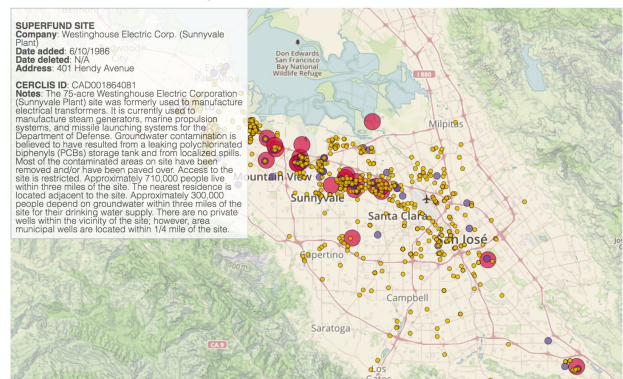 SUPERFUND SITE
Company: Westinghouse Electric Corp. (Sunnyvale
Plant)
Date added: 6/10/1986
Date deleted: N/A
Address: 401 Hendy Avenue
CERCLIS ID: CAD001864081
Notes: The 75-acre Westinghouse Electric Corporation
(Sunnyvale Plant) site was formerly used to manufacture
electrical transformers. It is currently used to
manufacture steam generators, marine propulsion
systems, and missile launching systems for the
Department of Defense. Groundwater contamination is
believed to have resulted from a leaking polychlorinated
biphenyls (PCBs) storage tank and from localized spills.
Most of the contaminated areas on site have been
removed and/or have been paved over. Access to the
site is restricted. Approximately 710,000 people live
within three miles of the site. The nearest residence is
located adjacent to the site. Approximately 300,000
people depend on groundwater within three miles of the
site for their drinking water supply. There are no private
wells within the vicinity of the site; however, area
municipal wells are located within 1/4 mile of the site.
Don Edwards
San Francisco
Bay National
Wildlife Refuge
I 880
Milpitas
Mountain View
Sunnyvale
Santa Clara
San José
Cupertino
Campbell
Saratoga
CA 9
Los
Gatos